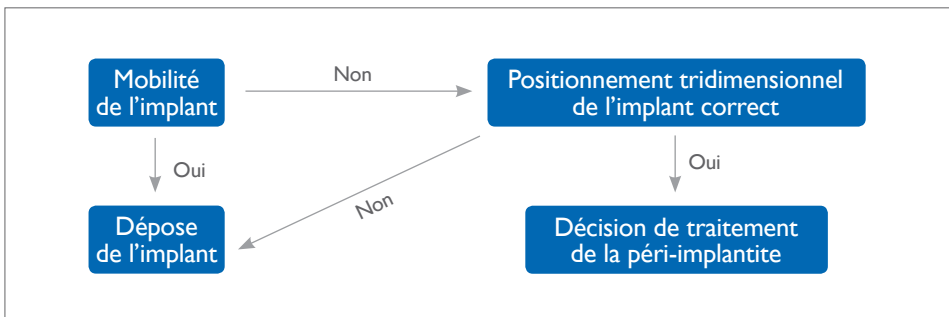 Mobilité
de l’implant
Non
Positionnement tridimensionnel
de l’implant correct
Oui
Non
Oui
Dépose
de l’implant
Décision de traitement
de la péri-implantite